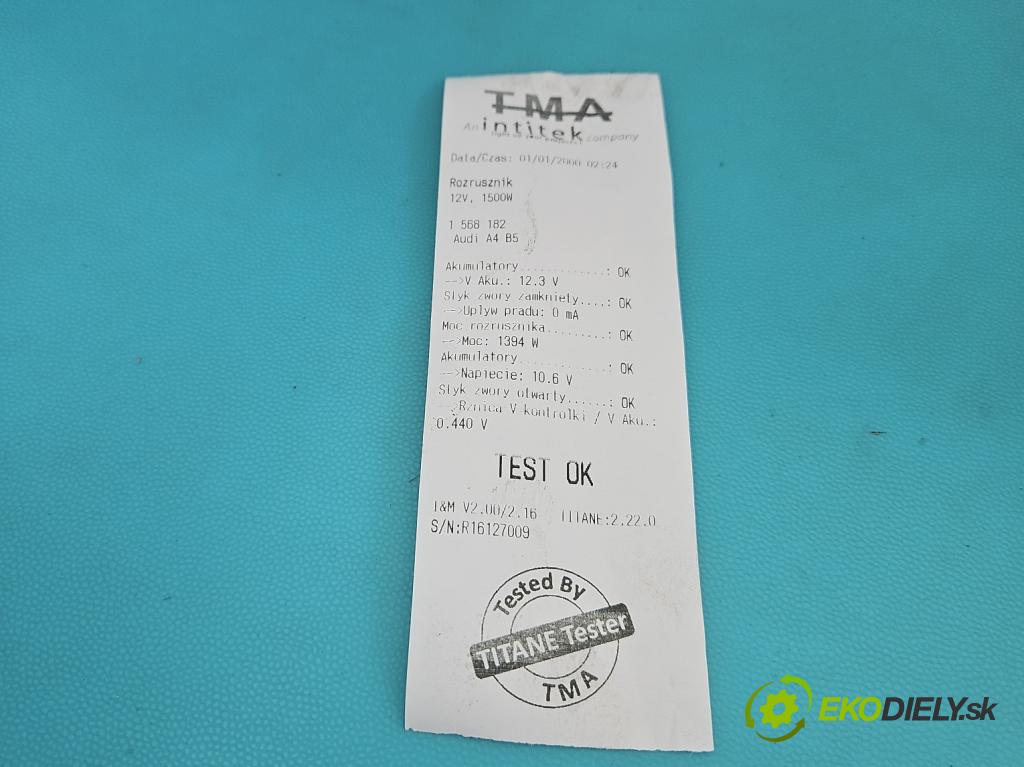 TMA
An intitek company
Data/Czas: 01/01/2000 02:24
Rozrusznik
12V, 1500W
1 568 182
Audi A4 B5
Akumulatory.............: OK
-->V Aku.: 12.3 V
Styk zwory zamkniety....: OK
-->Uplyw pradu: 0 mA
Moc rozrusznika.........: OK
-->Moc: 1394 W
Akumulatory.............: OK
-->Napiecie: 10.6 V
Styk zwory otwarty......: OK
-->Rznica V-kontrolki / V Aku.:
0.440 V
TEST OK
I&M V2.00/2.16 TITANE:2.22.0
S/N:R16127009
Tested By
TITANE Tester
TMA
EKODIELY.sk